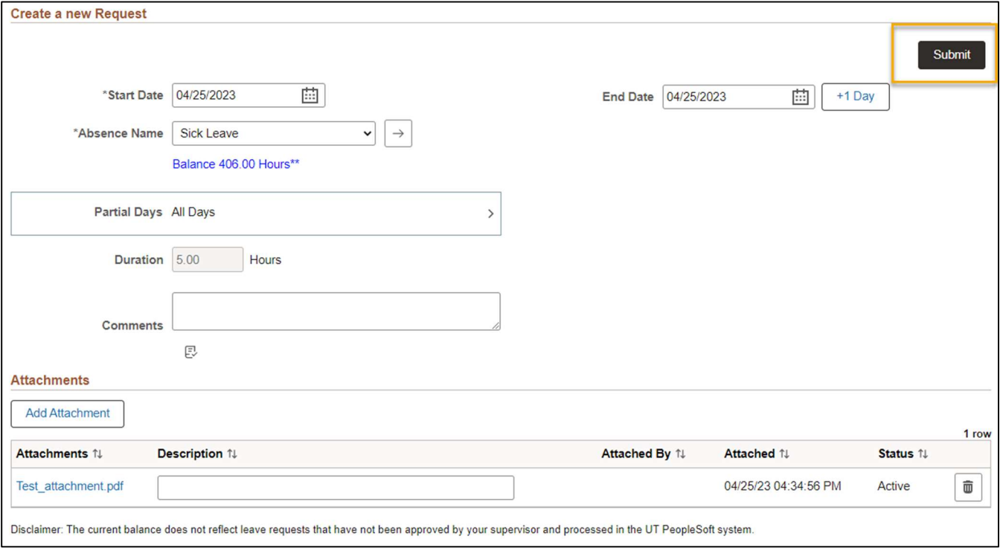 Create a new Request
Submit
*Start Date 04/25/2023 End Date 04/25/2023 +1 Day
*Absence Name Sick Leave
Balance 406.00 Hours**
Partial Days All Days
Duration 5.00 Hours
Comments
Attachments
Add Attachment
1 row
Attachments Description Attached By Attached Status
Test_attachment.pdf 04/25/23 04:34:56 PM Active
Disclaimer: The current balance does not reflect leave requests that have not been approved by your supervisor and processed in the UT PeopleSoft system.